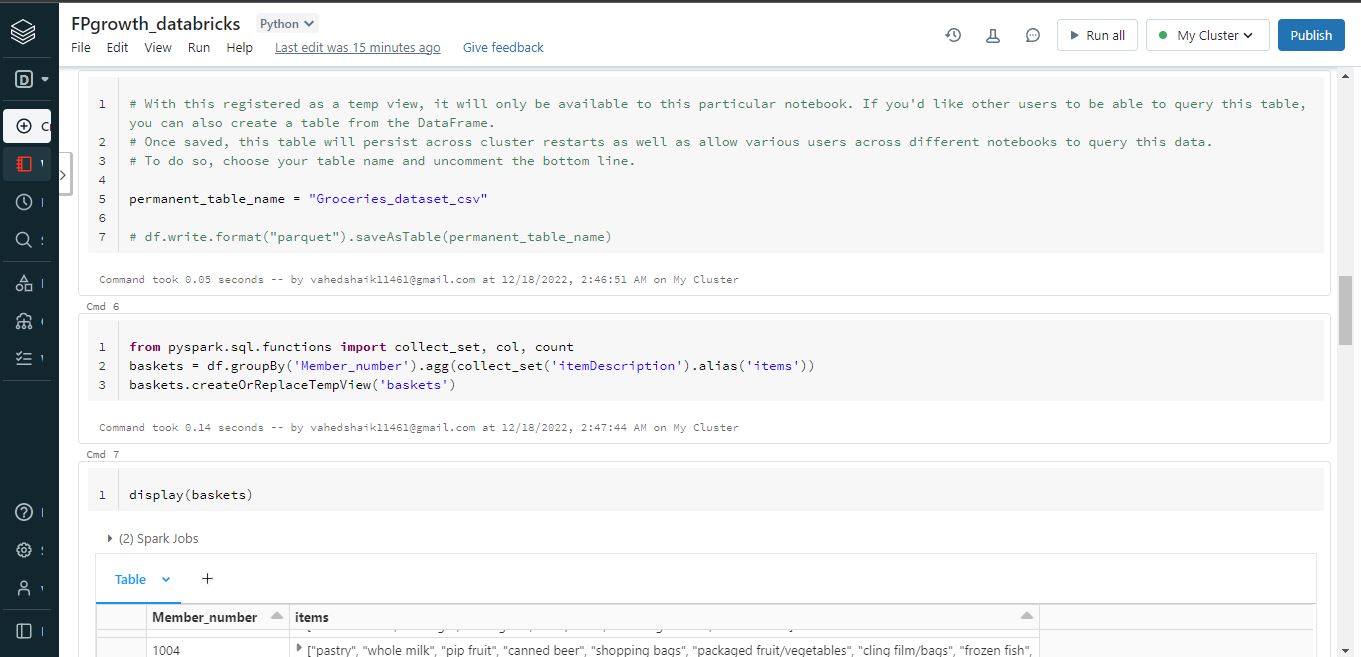 FPgrowth_databricks Python
File Edit View Run Help Last edit was 15 minutes ago Give feedback
Run all My Cluster Publish
D
1 # With this registered as a temp view, it will only be available to this particular notebook. If you'd like other users to be able to query this table,
you can also create a table from the DataFrame.
2 # Once saved, this table will persist across cluster restarts as well as allow various users across different notebooks to query this data.
3 # To do so, choose your table name and uncomment the bottom line.
4
5 permanent_table_name = "Groceries_dataset_csv"
6
7 # df.write.format("parquet").saveAsTable(permanent_table_name)
Command took 0.05 seconds -- by vahedshaik11461@gmail.com at 12/18/2022, 2:46:51 AM on My Cluster
Cmd 6
1 from pyspark.sql.functions import collect_set, col, count
2 baskets = df.groupBy('Member_number').agg(collect_set('itemDescription').alias('items'))
3 baskets.createOrReplaceTempView('baskets')
Command took 0.14 seconds -- by vahedshaik11461@gmail.com at 12/18/2022, 2:47:44 AM on My Cluster
Cmd 7
1 display(baskets)
(2) Spark Jobs
Table +
Member_number items
1004 ["pastry", "whole milk", "pip fruit", "canned beer", "shopping bags", "packaged fruit/vegetables", "cling film/bags", "frozen fish",